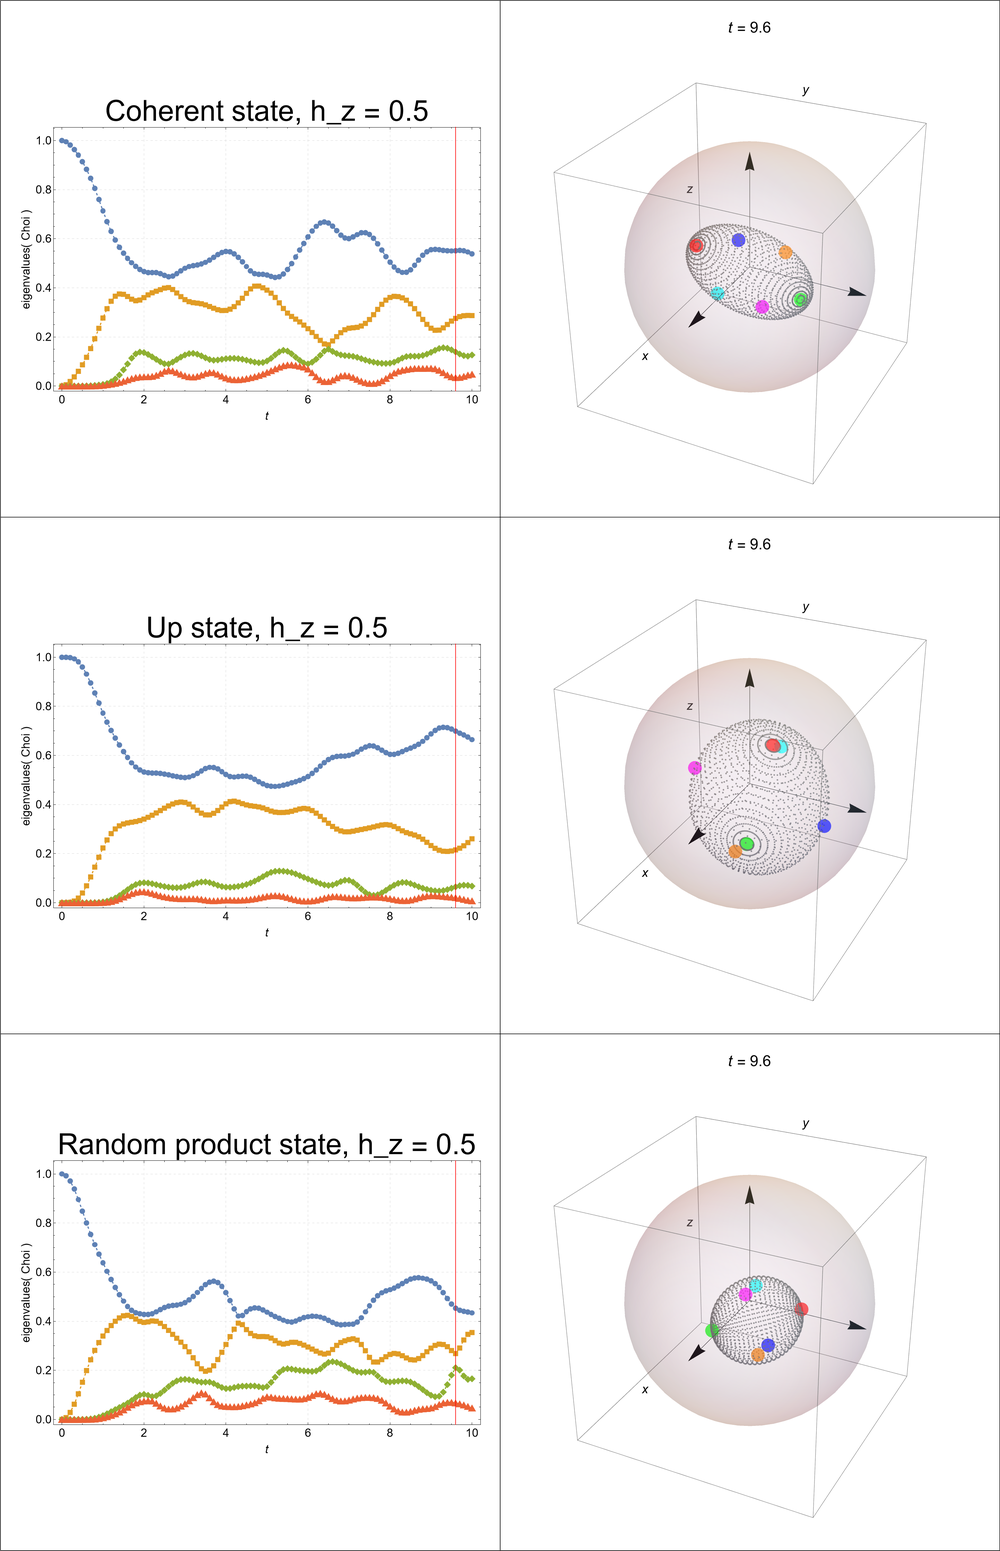 t = 9.6
Coherent state, h_z = 0.5
eigenvalues( Choi )
1.0
0.8
0.6
0.4
0.2
0.0
0 2 4 6 8 10
t
y
z
x
t = 9.6
Up state, h_z = 0.5
eigenvalues( Choi )
1.0
0.8
0.6
0.4
0.2
0.0
0 2 4 6 8 10
t
y
z
x
t = 9.6
Random product state, h_z = 0.5
eigenvalues( Choi )
1.0
0.8
0.6
0.4
0.2
0.0
0 2 4 6 8 10
t
y
z
x